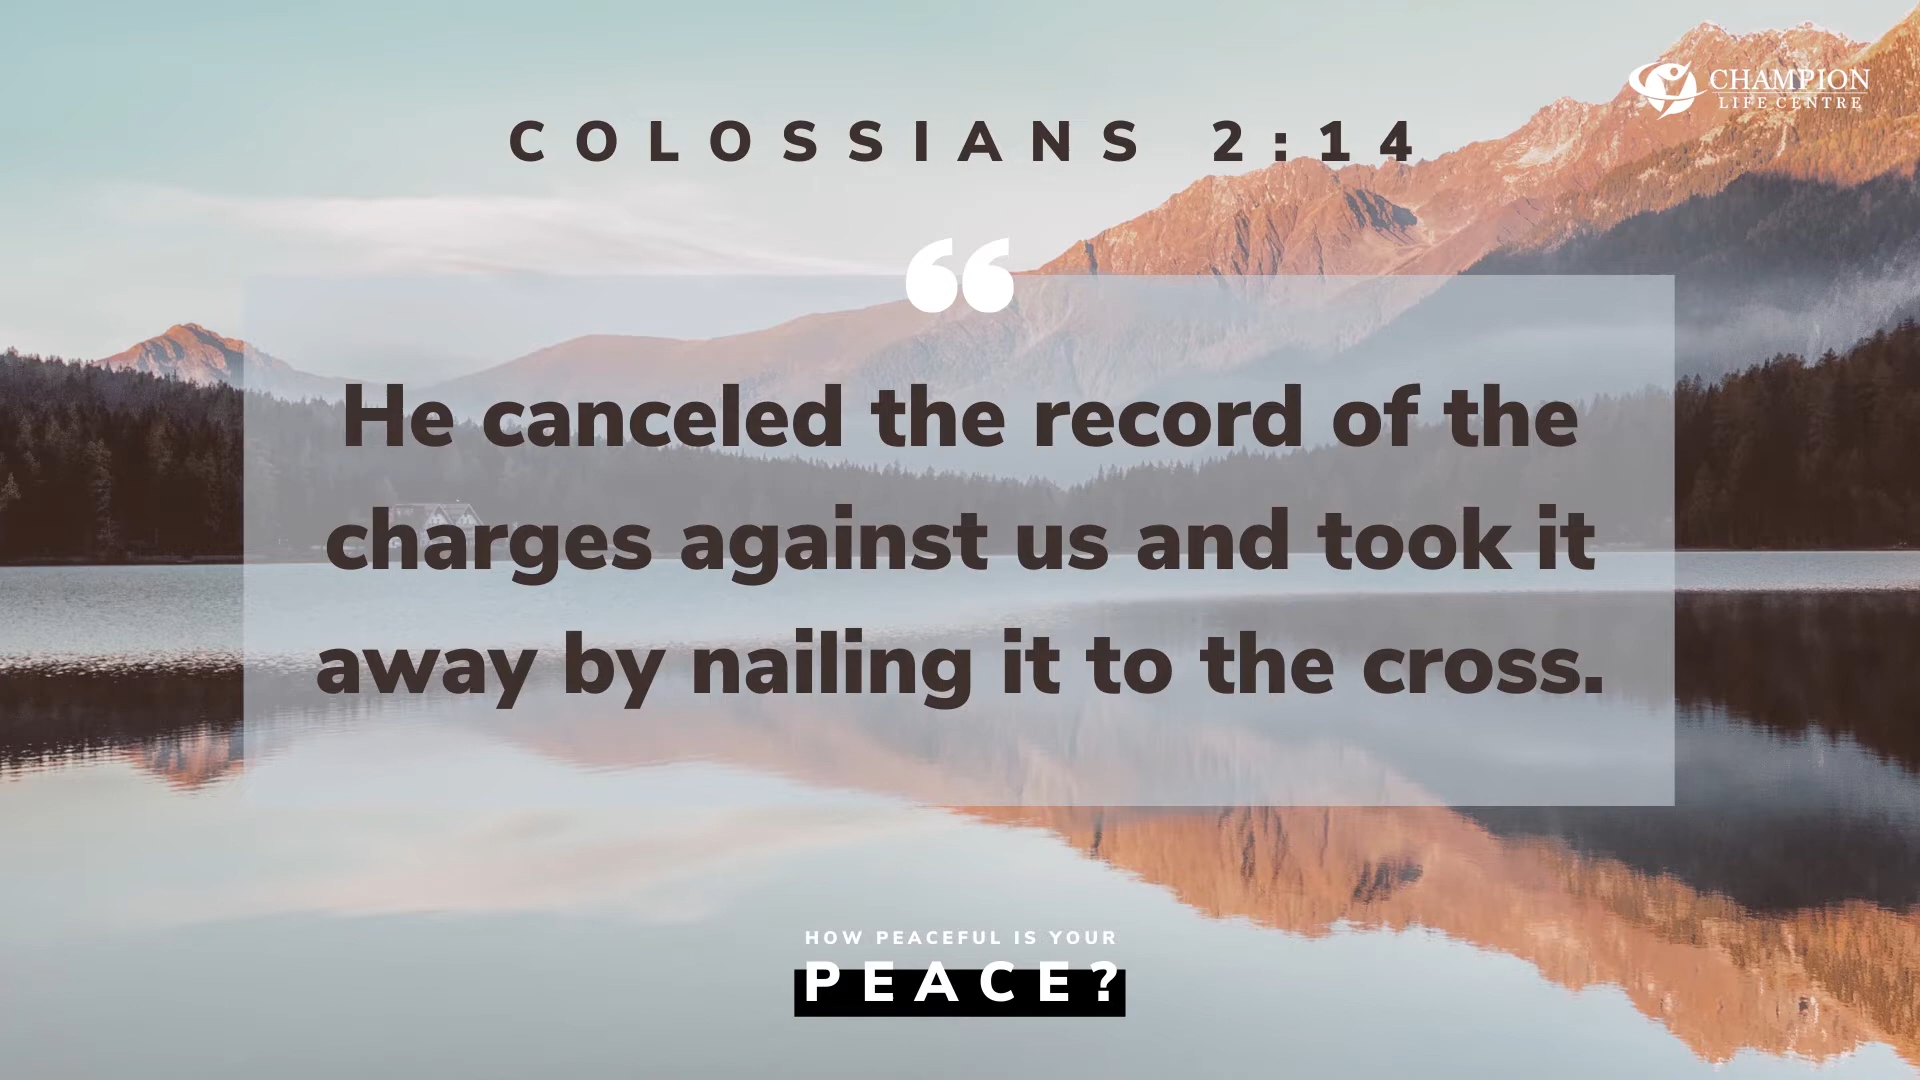 CHAMPION
LIFE CENTRE
COLOSSIANS 2:14
“
He canceled the record of the
charges against us and took it
away by nailing it to the cross.
HOW PEACEFUL IS YOUR
PEACE?